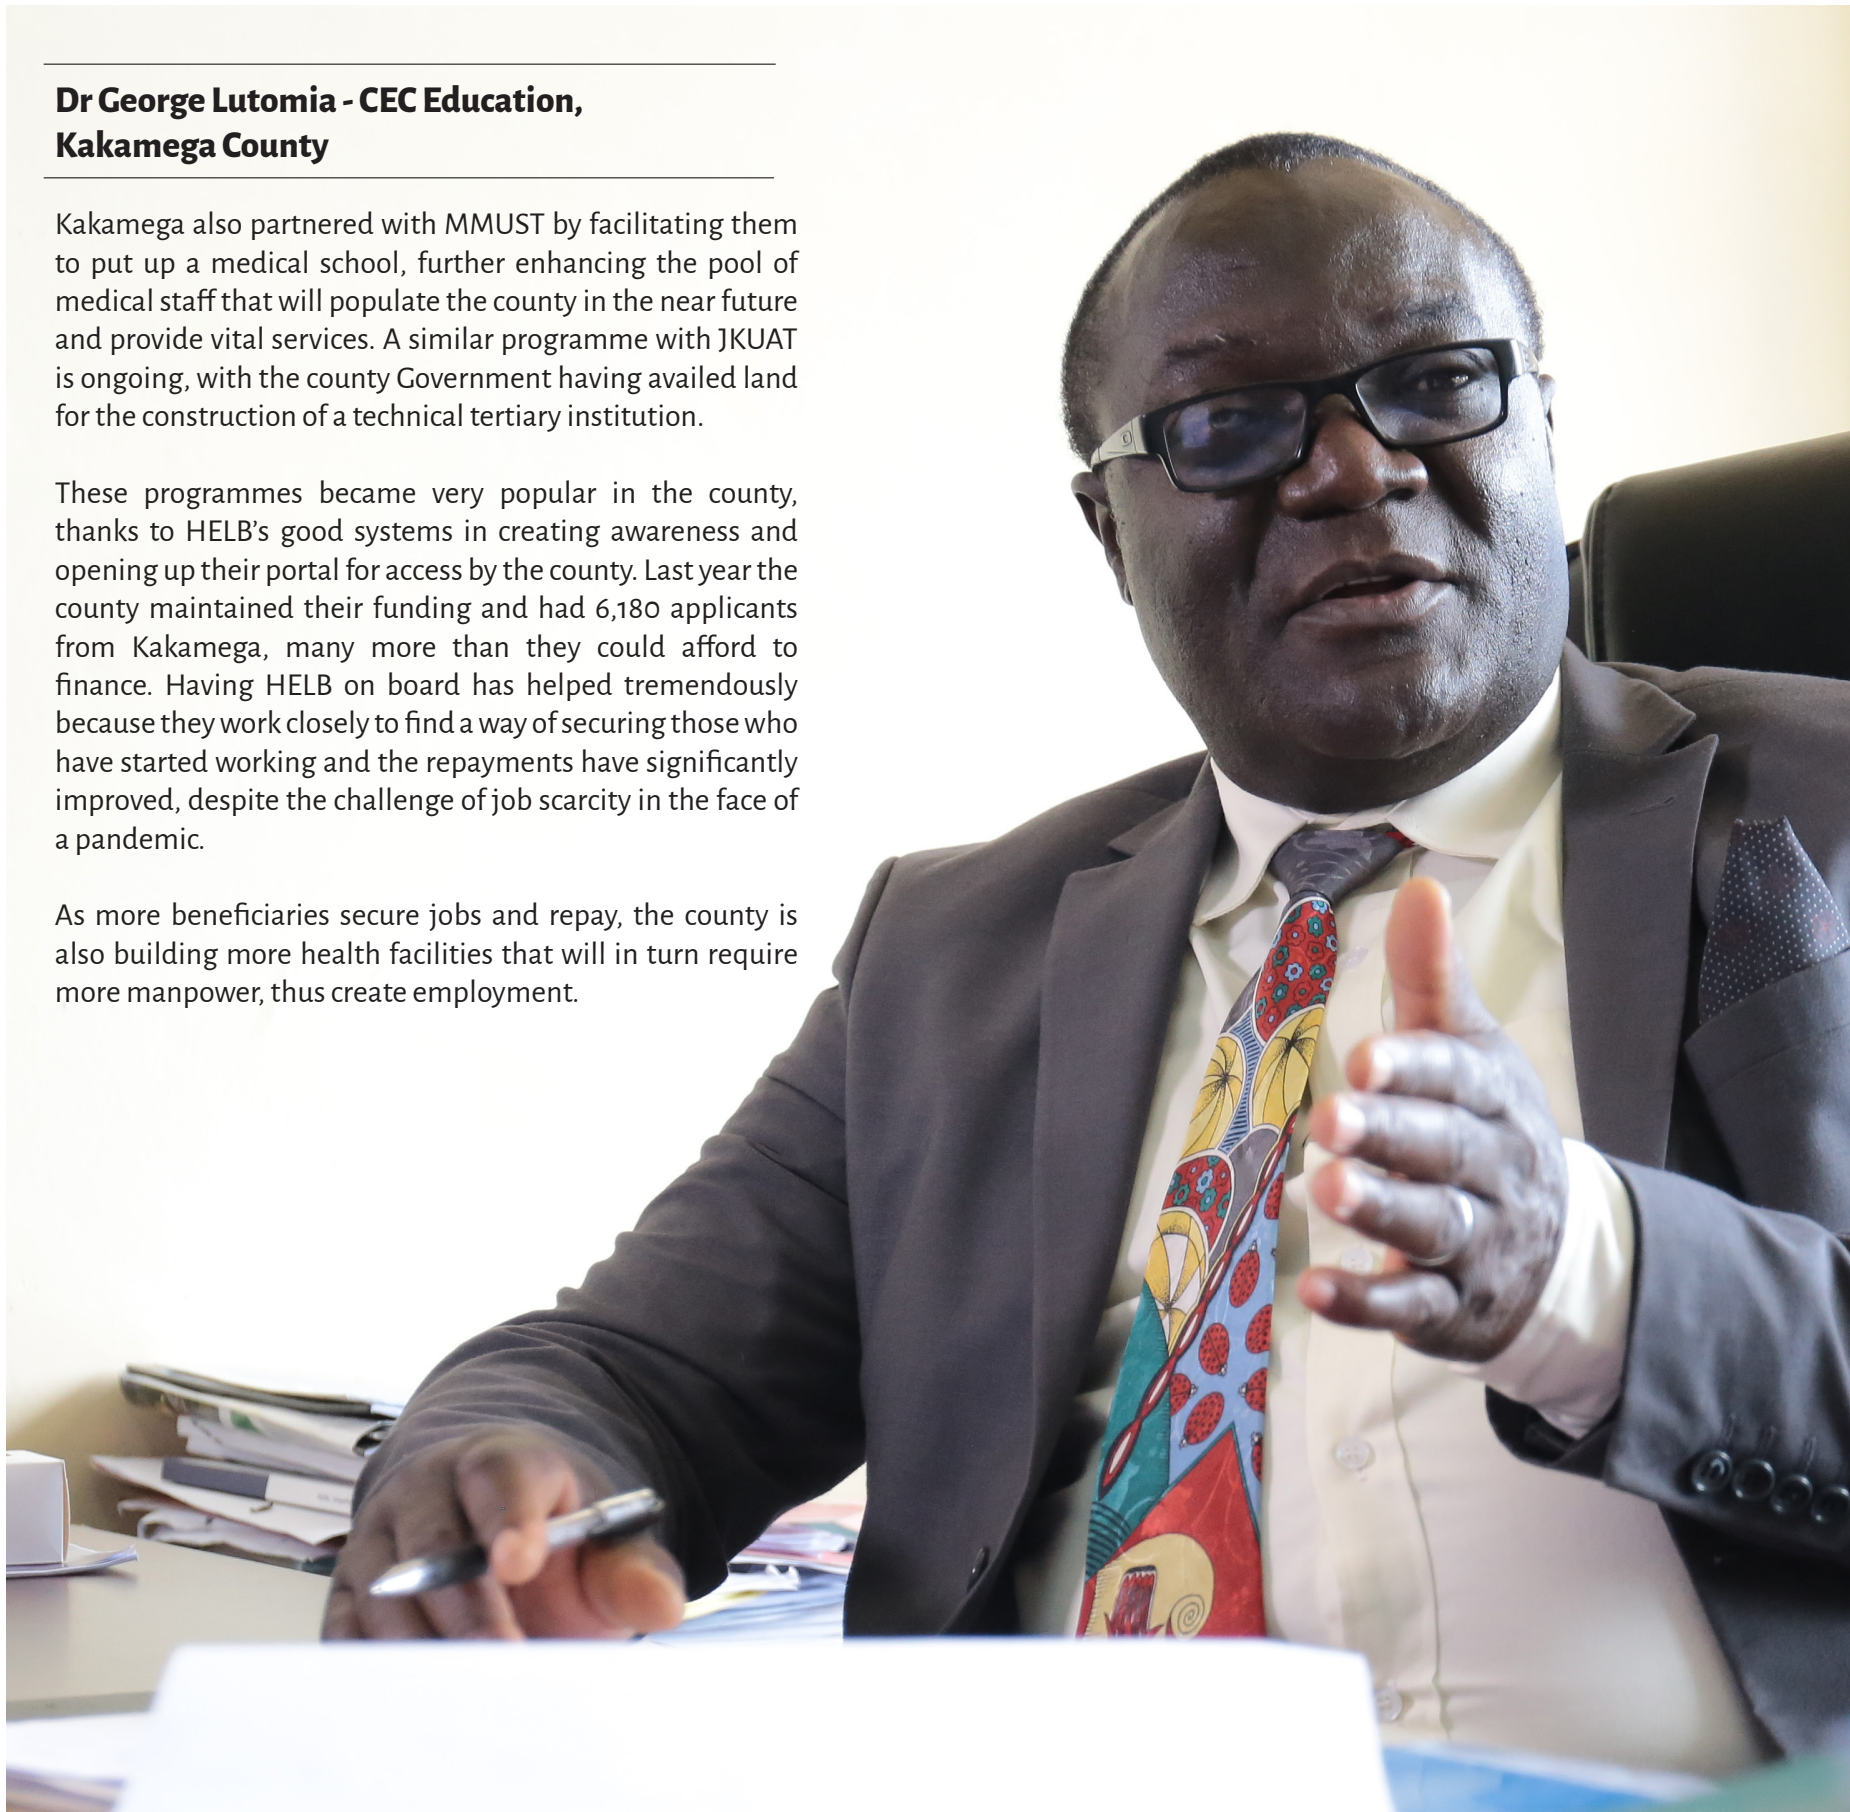 Dr George Lutomia - CEC Education,
Kakamega County
Kakamega also partnered with MMUST by facilitating them
to put up a medical school, further enhancing the pool of
medical staff that will populate the county in the near future
and provide vital services. A similar programme with JKUAT
is ongoing, with the county Government having availed land
for the construction of a technical tertiary institution.
These programmes became very popular in the county,
thanks to HELB’s good systems in creating awareness and
opening up their portal for access by the county. Last year the
county maintained their funding and had 6,180 applicants
from Kakamega, many more than they could afford to
finance. Having HELB on board has helped tremendously
because they work closely to find a way of securing those who
have started working and the repayments have significantly
improved, despite the challenge of job scarcity in the face of
a pandemic.
As more beneficiaries secure jobs and repay, the county is
also building more health facilities that will in turn require
more manpower, thus create employment.